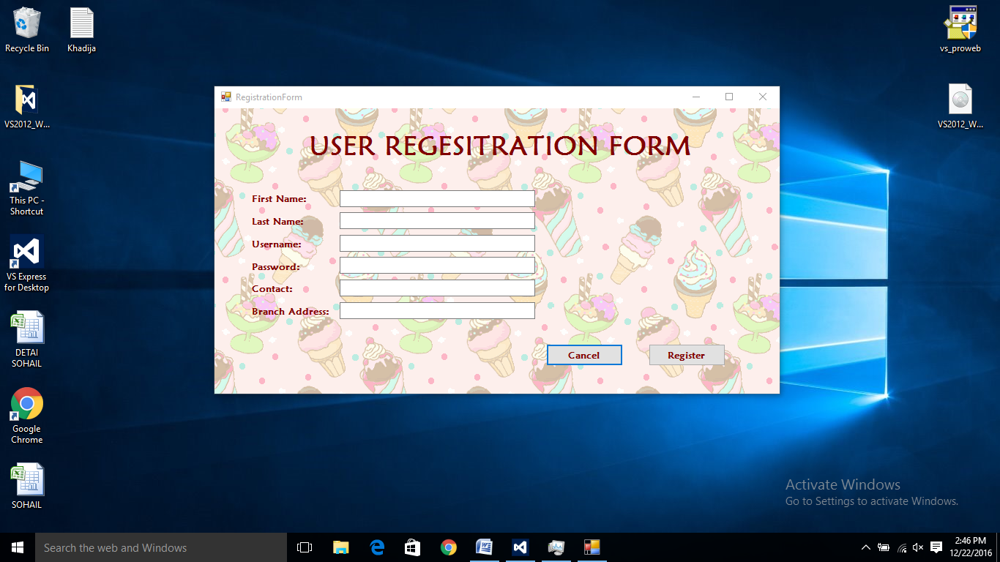 Recycle Bin
Khadija
vs_proweb
VS2012_W...
VS2012_W...
This PC -
Shortcut
VS Express
for Desktop
DETAI
SOHAIL
Google
Chrome
SOHAIL
RegistrationForm
USER REGESITRATION FORM
First Name:
Last Name:
Username:
Password:
Contact:
Branch Address:
Cancel
Register
Activate Windows
Go to Settings to activate Windows.
Search the web and Windows
2:46 PM
12/22/2016